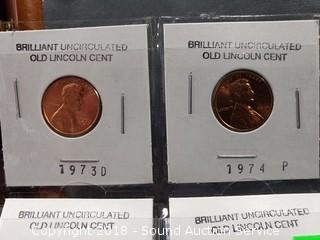 BRILLIANT UNCIRCULATED
OLD LINCOLN CENT
1973D
BRILLIANT UNCIRCULATED
OLD LINCOLN CENT
1974 P
BRILLIANT UNCIRCULATED
OLD LINCOLN CENT
BRILLIANT UNCIRCULATED
OLD LINCOLN CENT
Copyright 2018 - Sound Auction Service